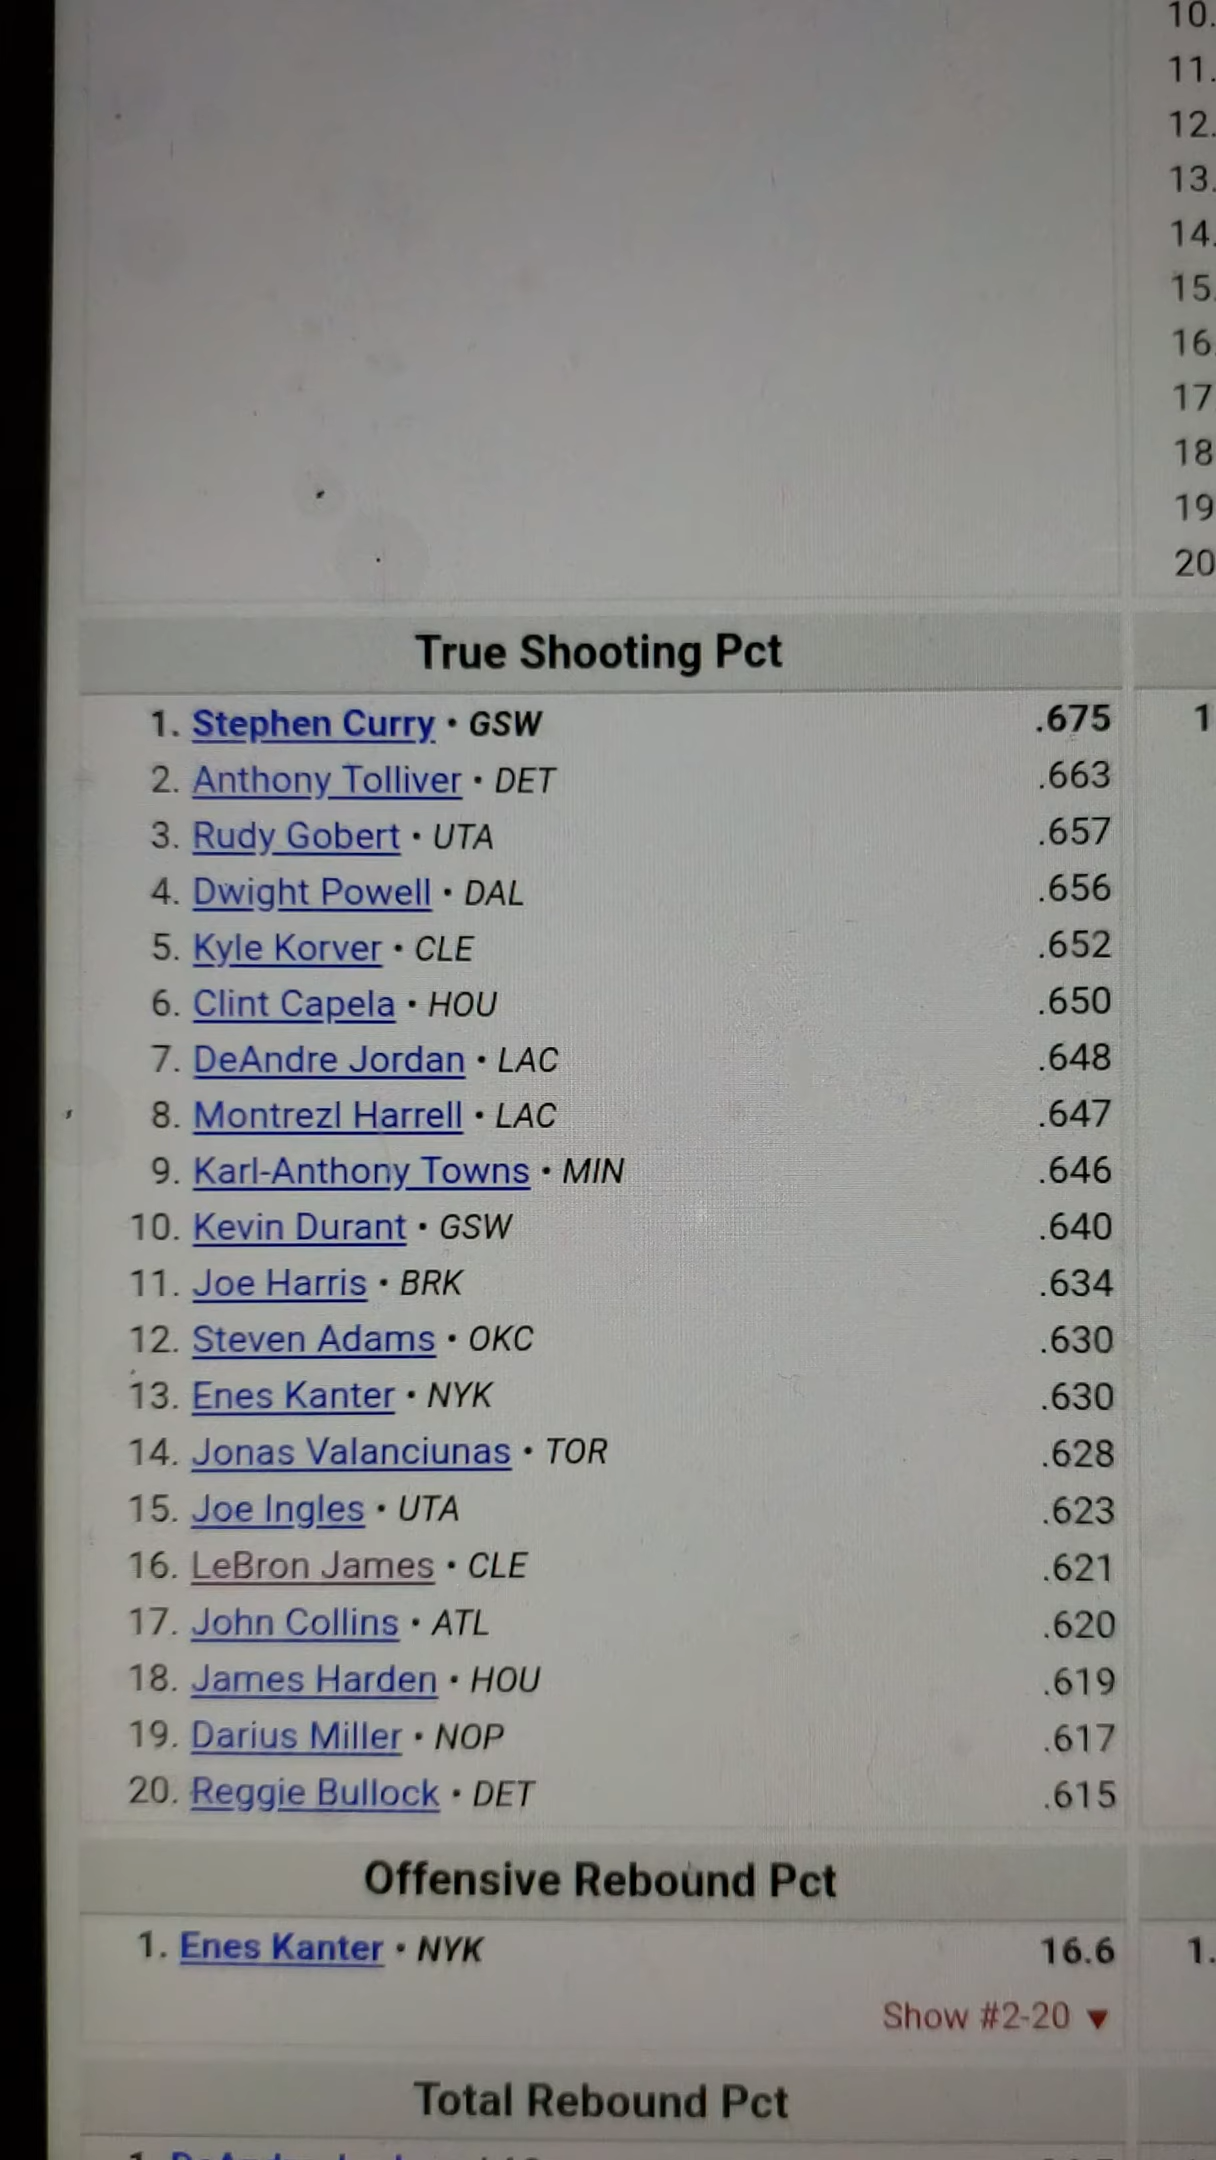 10.
11.
12.
13.
14.
15.
16
17
18
19
20
True Shooting Pct
1. Stephen Curry • GSW .675 1
2. Anthony Tolliver • DET .663
3. Rudy Gobert • UTA .657
4. Dwight Powell • DAL .656
5. Kyle Korver • CLE .652
6. Clint Capela • HOU .650
7. DeAndre Jordan • LAC .648
8. Montrezl Harrell • LAC .647
9. Karl-Anthony Towns • MIN .646
10. Kevin Durant • GSW .640
11. Joe Harris • BRK .634
12. Steven Adams • OKC .630
13. Enes Kanter • NYK .630
14. Jonas Valanciunas • TOR .628
15. Joe Ingles • UTA .623
16. LeBron James • CLE .621
17. John Collins • ATL .620
18. James Harden • HOU .619
19. Darius Miller • NOP .617
20. Reggie Bullock • DET .615
Offensive Rebound Pct
1. Enes Kanter • NYK 16.6 1.
Show #2-20 ▼
Total Rebound Pct